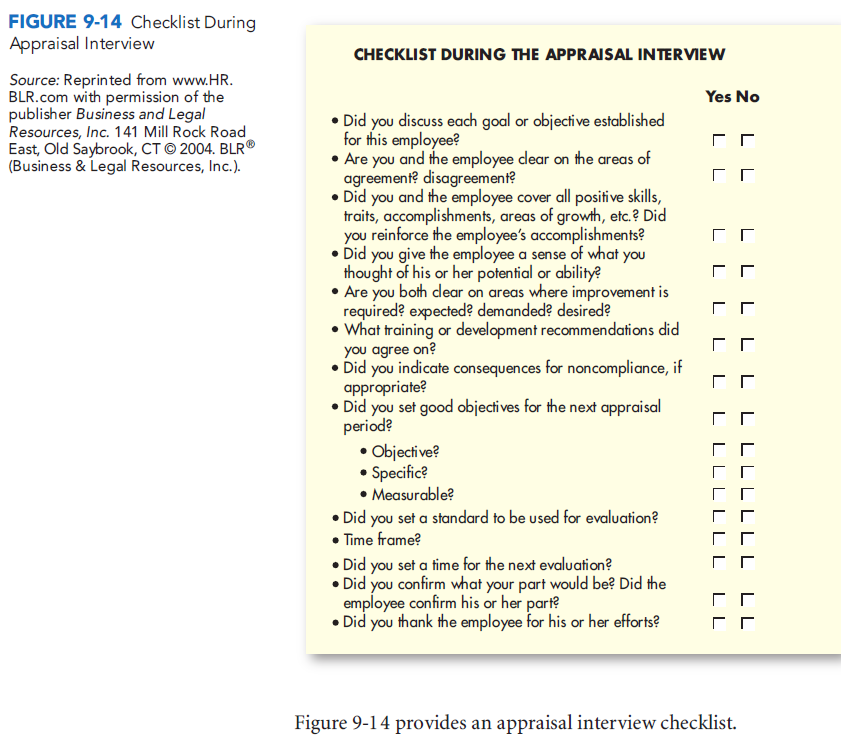 FIGURE 9-14 Checklist During
Appraisal Interview
Source: Reprinted from www.HR.
BLR.com with permission of the
publisher Business and Legal
Resources, Inc. 141 Mill Rock Road
East, Old Saybrook, CT © 2004. BLR®
(Business & Legal Resources, Inc.).
CHECKLIST DURING THE APPRAISAL INTERVIEW
Yes No
• Did you discuss each goal or objective established
for this employee?
• Are you and the employee clear on the areas of
agreement? disagreement?
• Did you and the employee cover all positive skills,
traits, accomplishments, areas of growth, etc.? Did
you reinforce the employee's accomplishments?
• Did you give the employee a sense of what you
thought of his or her potential or ability?
• Are you both clear on areas where improvement is
required? expected? demanded? desired?
• What training or development recommendations did
you agree on?
• Did you indicate consequences for noncompliance, if
appropriate?
• Did you set good objectives for the next appraisal
period?
• Objective?
• Specific?
• Measurable?
• Did you set a standard to be used for evaluation?
• Time frame?
• Did you set a time for the next evaluation?
• Did you confirm what your part would be? Did the
employee confirm his or her part?
• Did you thank the employee for his or her efforts?
Figure 9-14 provides an appraisal interview checklist.